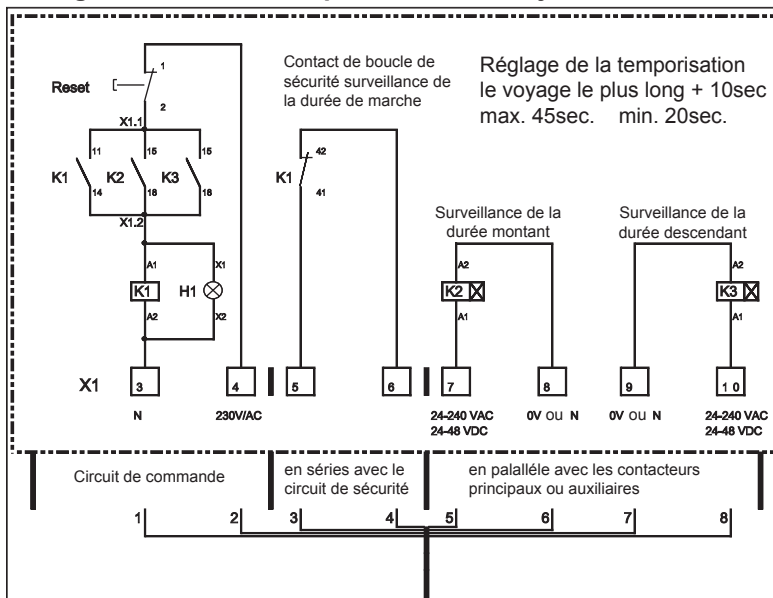 Contact de boucle de
sécurité surveillance de
la durée de marche
Réglage de la temporisation
le voyage le plus long + 10sec
max. 45sec. min. 20sec.
Reset
1
2
X1.1
11
15
15
K1
K2
K3
14
18
18
X1.2
42
K1
41
Surveillance de la
durée montant
Surveillance de la
durée descendant
A1
X1
K1
H1
A2
X2
A2
K2
A1
A2
K3
A1
X1
3
4
5
6
7
8
9
1 0
N
230V/AC
24-240 VAC
24-48 VDC
0V ou N
0V ou N
24-240 VAC
24-48 VDC
Circuit de commande
en séries avec le
circuit de sécurité
en palalléle avec les contacteurs
principaux ou auxiliaires
1
2
3
4
5
6
7
8